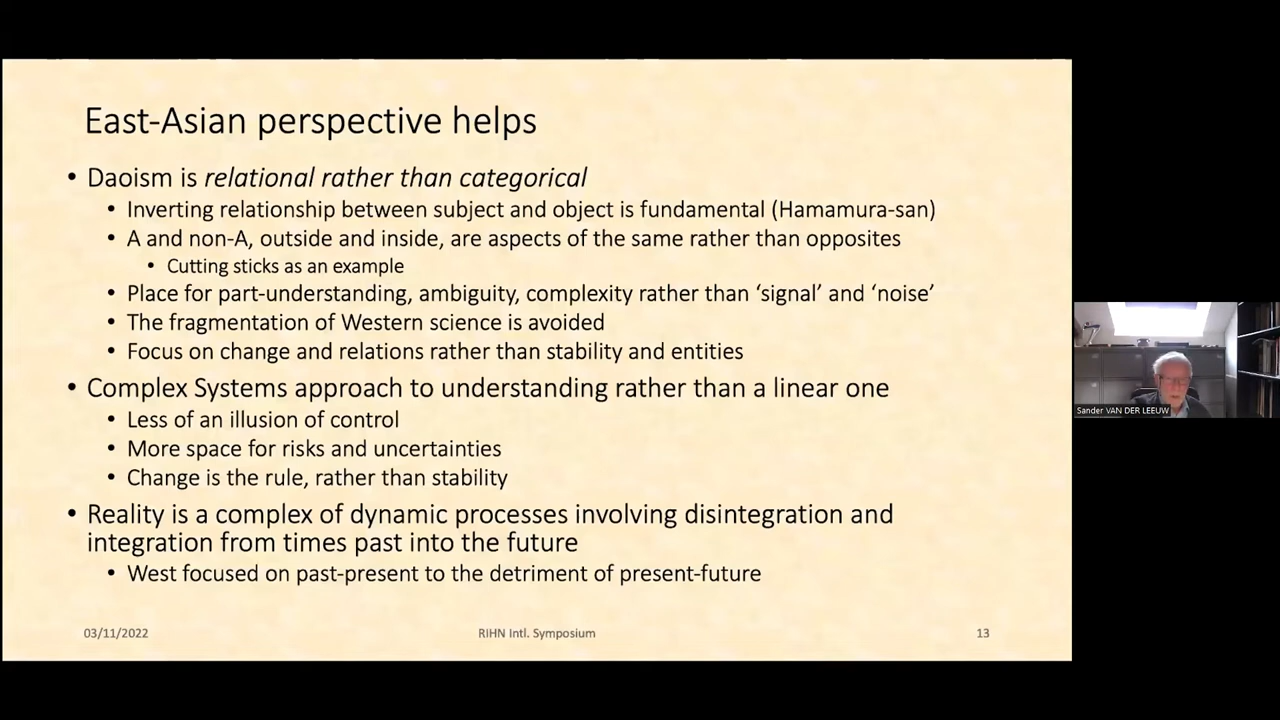 East-Asian perspective helps
• Daoism is relational rather than categorical
• Inverting relationship between subject and object is fundamental (Hamamura-san)
• A and non-A, outside and inside, are aspects of the same rather than opposites
• Cutting sticks as an example
• Place for part-understanding, ambiguity, complexity rather than ‘signal’ and ‘noise’
• The fragmentation of Western science is avoided
• Focus on change and relations rather than stability and entities
• Complex Systems approach to understanding rather than a linear one
• Less of an illusion of control
• More space for risks and uncertainties
• Change is the rule, rather than stability
• Reality is a complex of dynamic processes involving disintegration and
integration from times past into the future
• West focused on past-present to the detriment of present-future
03/11/2022
RIHN Intl. Symposium
13
Sander VAN DER LEEUW